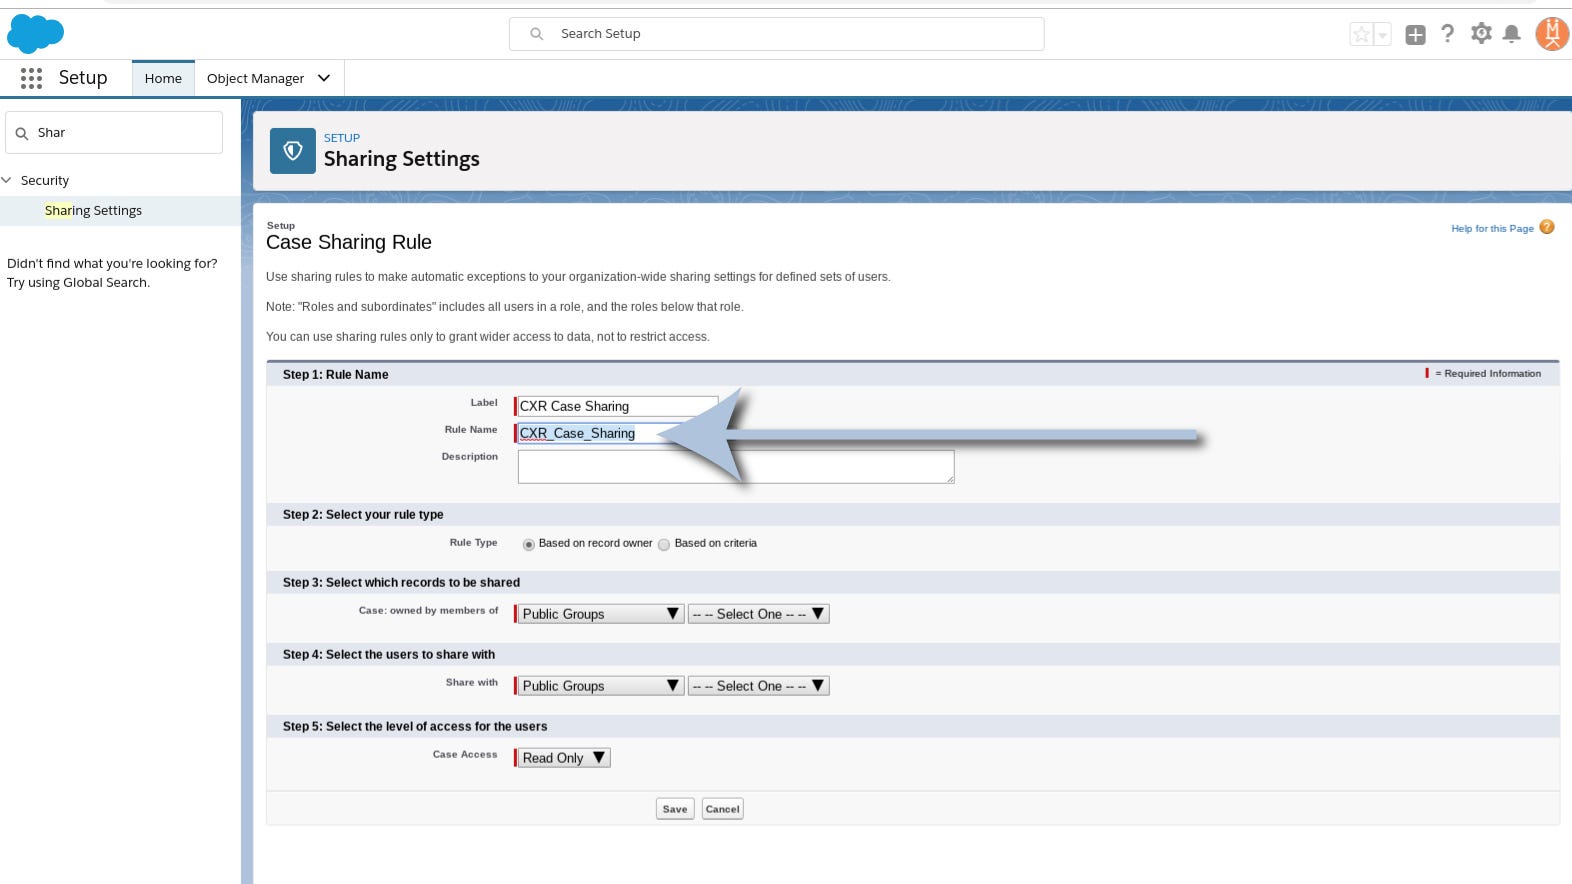 Search Setup
Setup
Home
Object Manager
Shar
Security
Sharing Settings
Didn't find what you're looking for?
Try using Global Search.
SETUP
Sharing Settings
Setup
Case Sharing Rule
Help for this Page ?
Use sharing rules to make automatic exceptions to your organization-wide sharing settings for defined sets of users.
Note: "Roles and subordinates" includes all users in a role, and the roles below that role.
You can use sharing rules only to grant wider access to data, not to restrict access.
Step 1: Rule Name
= Required Information
Label CXR Case Sharing
Rule Name CXR_Case_Sharing
Description
Step 2: Select your rule type
Rule Type Based on record owner Based on criteria
Step 3: Select which records to be shared
Case: owned by members of Public Groups -- -- Select One -- --
Step 4: Select the users to share with
Share with Public Groups -- -- Select One -- --
Step 5: Select the level of access for the users
Case Access Read Only
Save Cancel